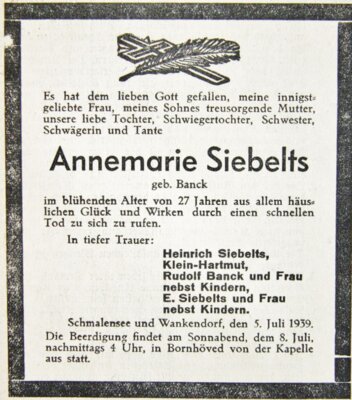 Es hat dem lieben Gott gefallen, meine innigst=
geliebte Frau, meines Sohnes treusorgende Mutter,
unsere liebe Tochter, Schwiegertochter, Schwester,
Schwägerin und Tante
Annemarie Siebelts
geb. Banck
im blühenden Alter von 27 Jahren aus allem häus=
lichen Glück und Wirken durch einen schnellen
Tod zu sich zu rufen.
In tiefer Trauer:
Heinrich Siebelts,
Klein-Hartmut,
Rudolf Banck und Frau
nebst Kindern,
E. Siebelts und Frau
nebst Kindern.
Schmalensee und Wankendorf, den 5. Juli 1939.
Die Beerdigung findet am Sonnabend, dem 8. Juli,
nachmittags 4 Uhr, in Bornhöved von der Kapelle
aus statt.